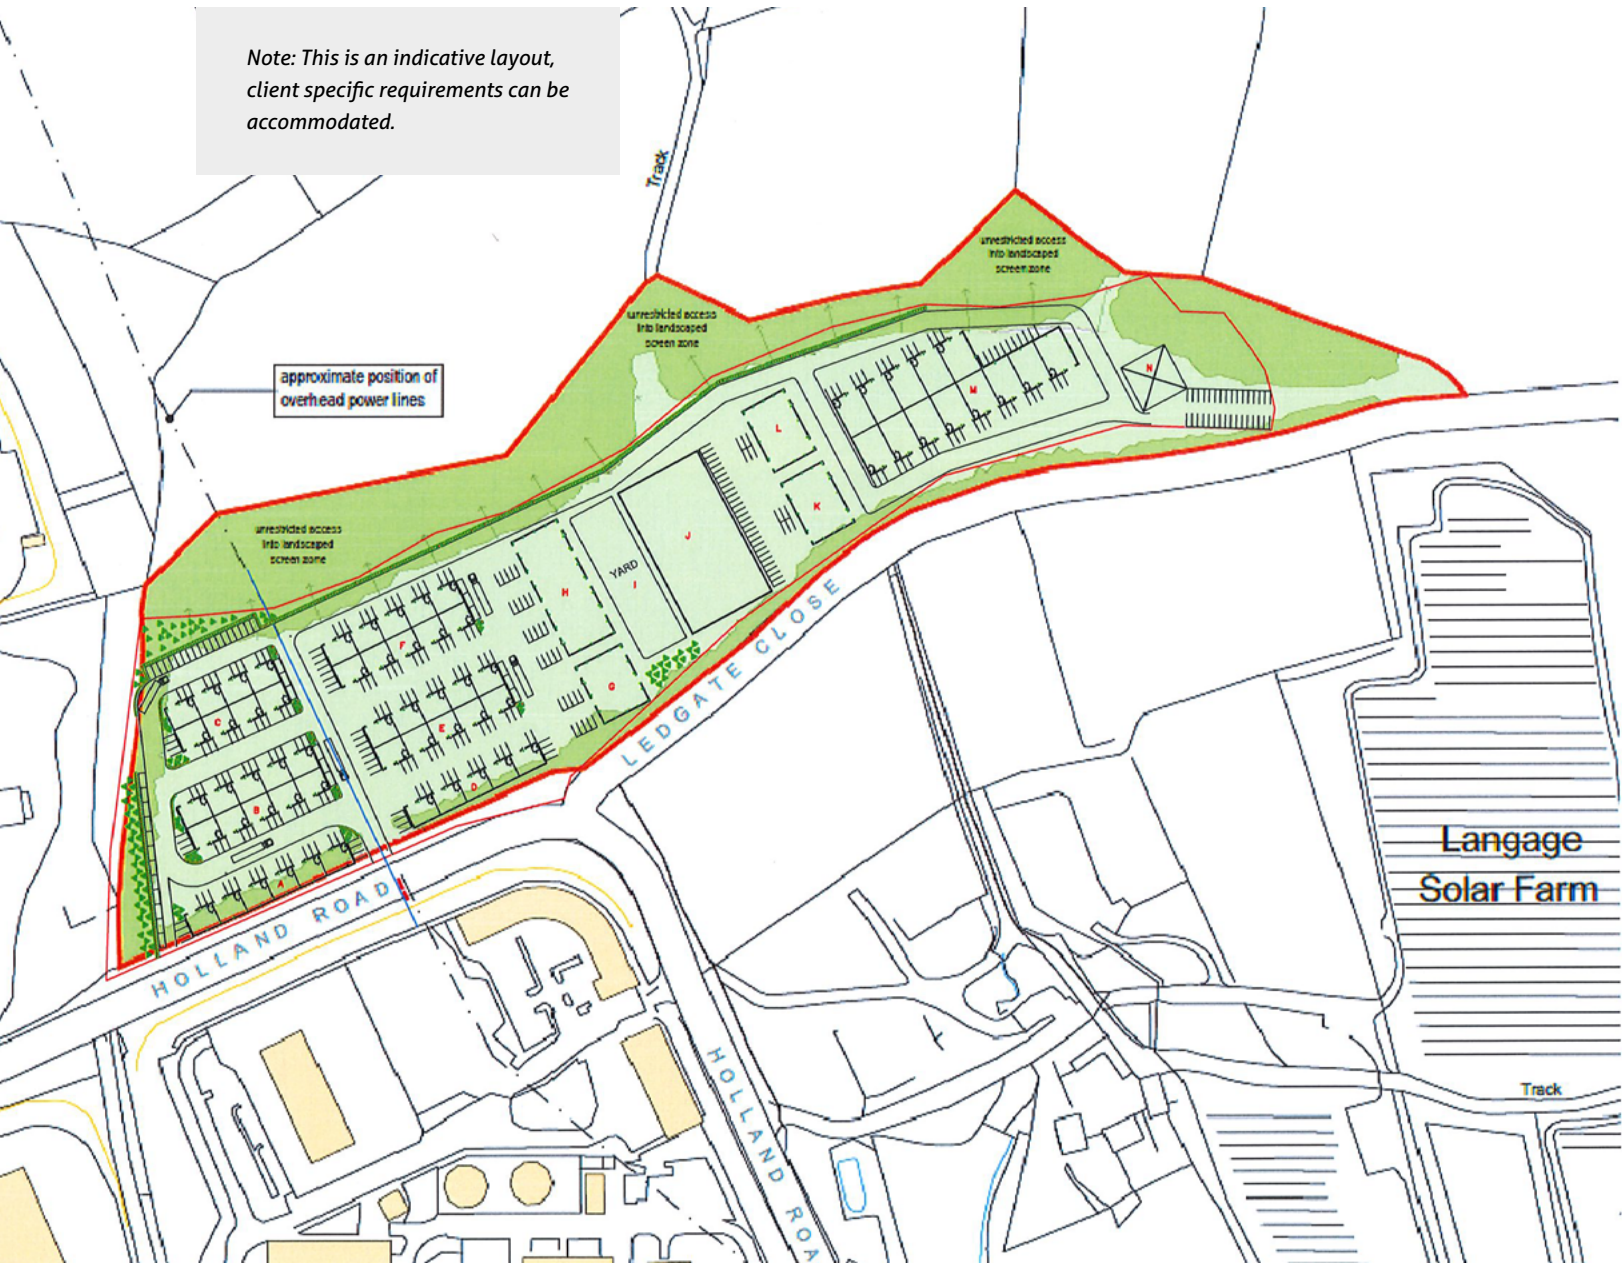 Note: This is an indicative layout,
client specific requirements can be
accommodated.
Track
unrestricted access
into landscaped
screen zone
unrestricted access
into landscaped
screen zone
approximate position of
overhead power lines
unrestricted access
into landscaped
screen zone
N
M
L
K
J
YARD
I
H
G
F
E
D
C
B
A
LEDGATE CLOSE
HOLLAND ROAD
HOLLAND ROA
Langage
Solar Farm
Track